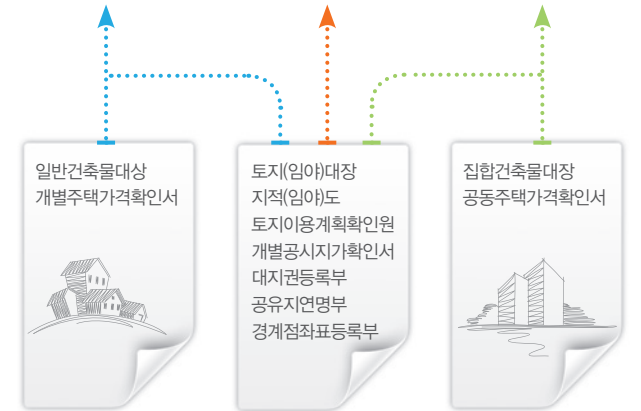 일반건축물대상
개별주택가격확인서
토지(임야)대장
지적(임야)도
토지이용계획확인원
개별공시지가확인서
대지권등록부
공유지연명부
경계점좌표등록부
집합건축물대장
공동주택가격확인서